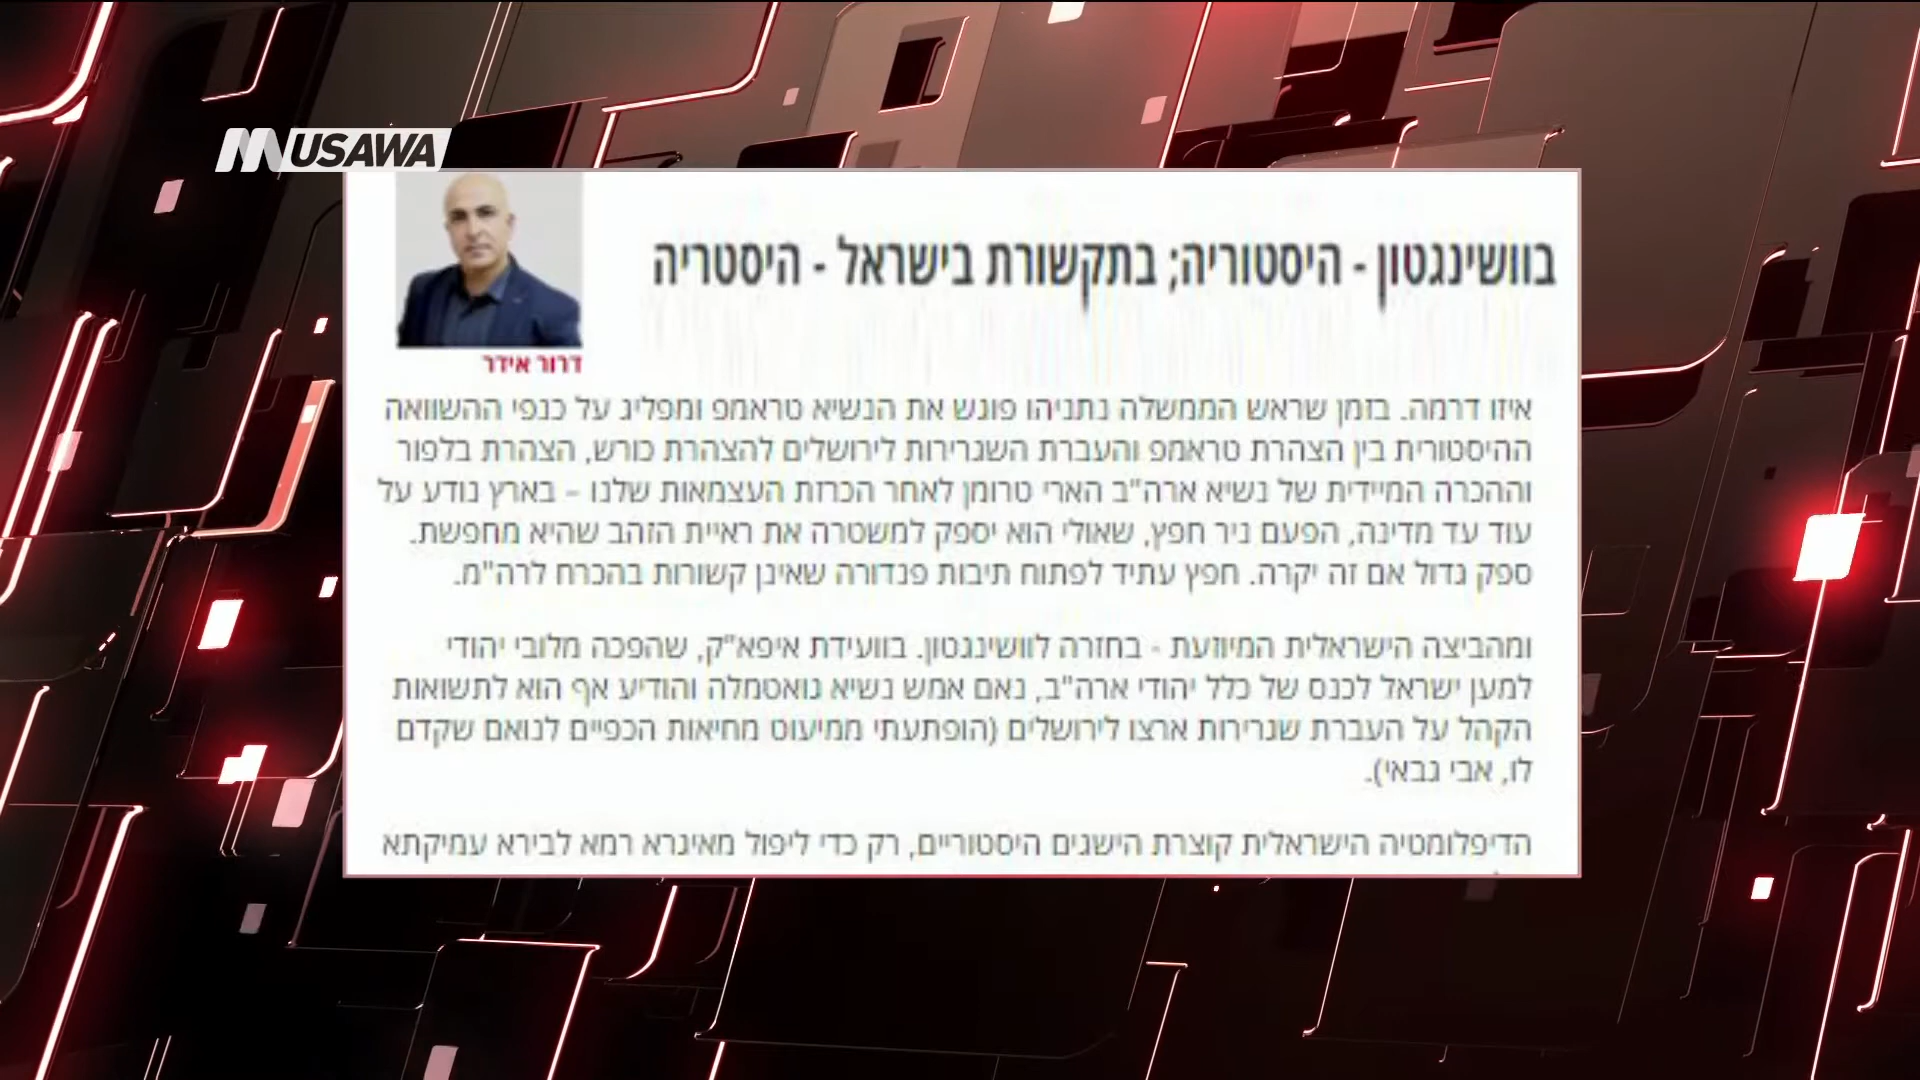 MUSAWA
בוושינגטון - היסטוריה; בתקשורת בישראל - היסטריה
דרור אידר
איזו דרמה. בזמן שראש הממשלה נתניהו פוגש את הנשיא טראמפ ומפליג על כנפי ההשוואה
ההיסטורית בין הצהרת טראמפ והעברת השגרירות לירושלים להצהרת כורש, הצהרת בלפור
וההכרה המיידית של נשיא ארה"ב הארי טרומן לאחר הכרזת העצמאות שלנו – בארץ נודע על
עוד עד מדינה, הפעם ניר חפץ, שאולי הוא יספק למשטרה את ראיית הזהב שהיא מחפשת.
ספק גדול אם זה יקרה. חפץ עתיד לפתוח תיבות פנדורה שאינן קשורות בהכרח לרה"מ.
ומהביצה הישראלית המיוזעת - בחזרה לוושינגטון. בוועידת איפא"ק, שהפכה מלובי יהודי
למען ישראל לכנס של כלל יהודי ארה"ב, נאם אמש נשיא גואטמלה והודיע אף הוא לתשואות
הקהל על העברת שגרירות ארצו לירושלים (הופתעתי ממיעוט מחיאות הכפיים לנואם שקדם
לו, אבי גבאי).
הדיפלומטיה הישראלית קוצרת הישגים היסטוריים, רק כדי ליפול מאיגרא רמא לבירא עמיקתא